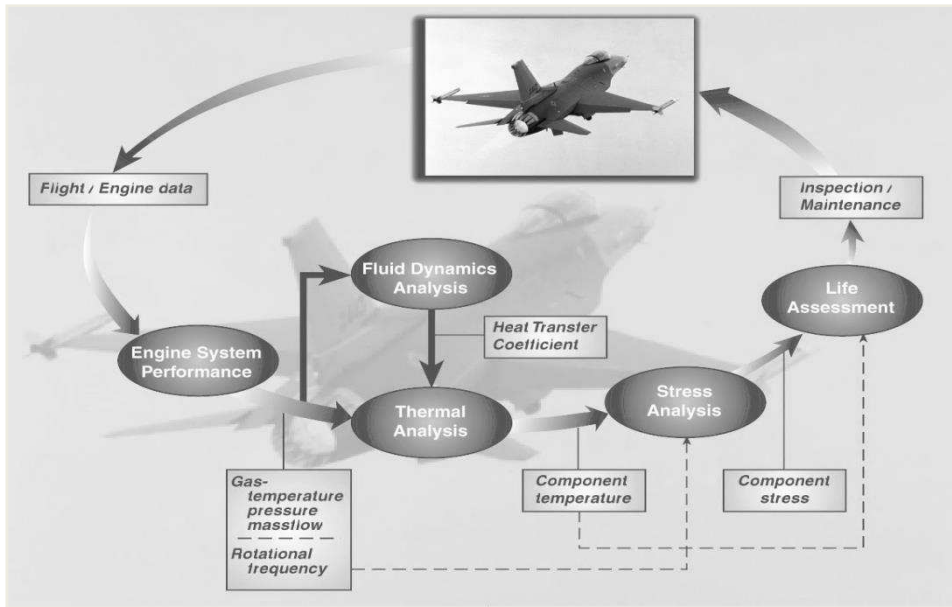 Flight / Engine data
Inspection /
Maintenance
Fluid Dynamics
Analysis
Life
Assessment
Heat Transfer
Coefficient
Engine System
Performance
Thermal
Analysis
Stress
Analysis
Gas-
temperature
pressure
massflow
Rotational
frequency
Component
temperature
Component
stress